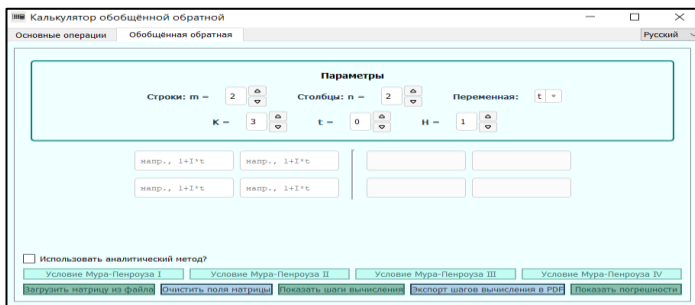 Калькулятор обобщённой обратной
Основные операции Обобщённая обратная Русский
Параметры
Строки: m = 2 Столбцы: n = 2 Переменная: t
K = 3 t = 0 H = 1
напр., 1+I*t напр., 1+I*t
напр., 1+I*t напр., 1+I*t
Использовать аналитический метод?
Условие Мура-Пенроуза I Условие Мура-Пенроуза II Условие Мура-Пенроуза III Условие Мура-Пенроуза IV
Загрузить матрицу из файла Очистить поля матрицы Показать шаги вычисления Экспорт шагов вычисления в PDF Показать погрешности